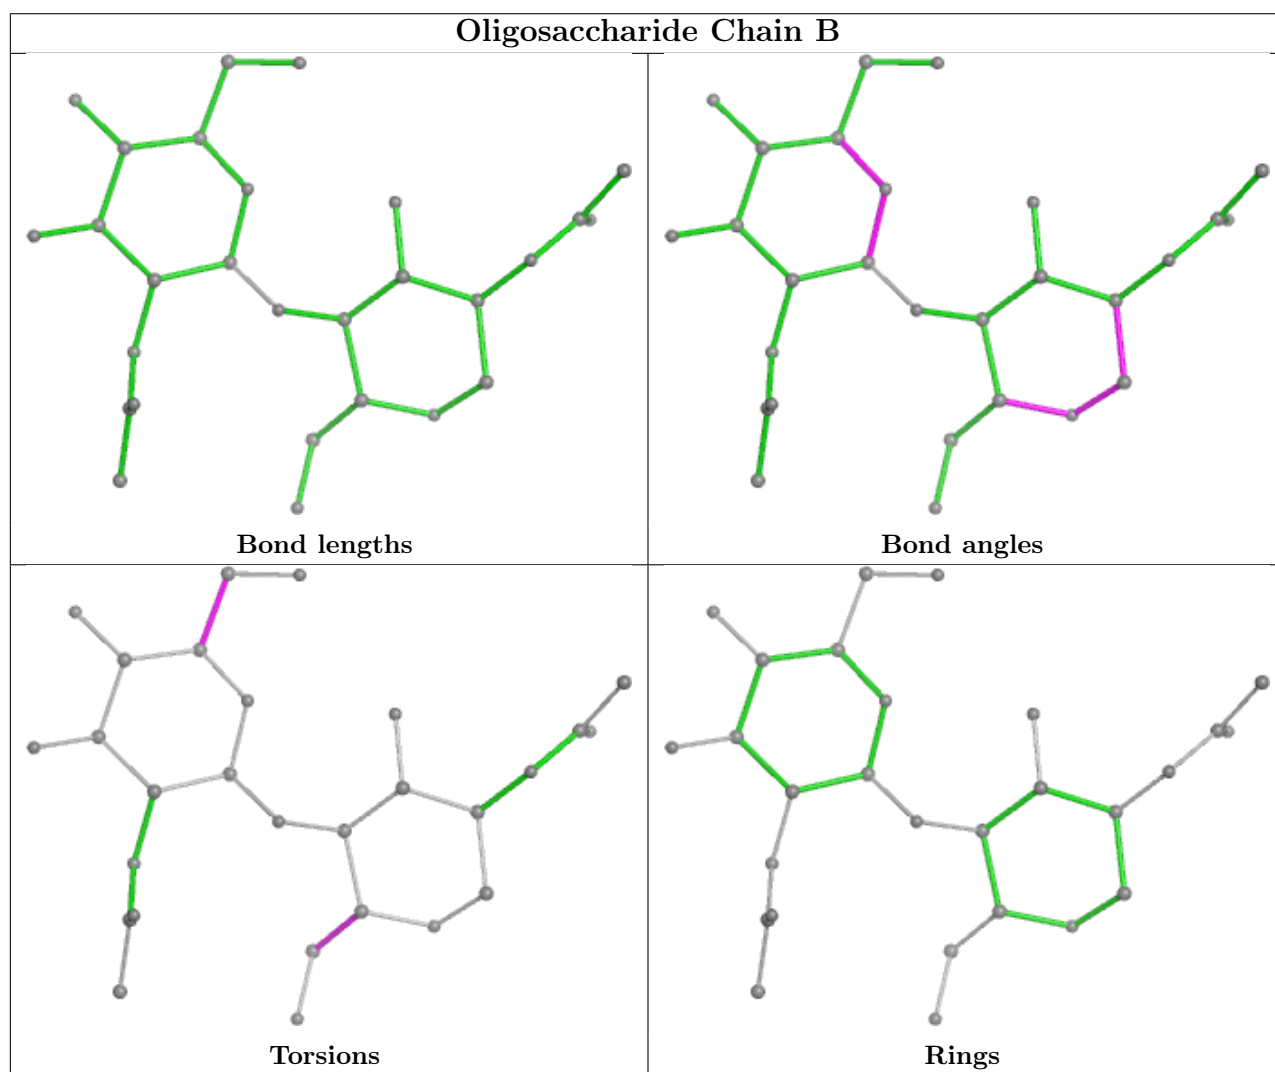 Oligosaccharide Chain B
Bond lengths
Bond angles
Torsions
Rings